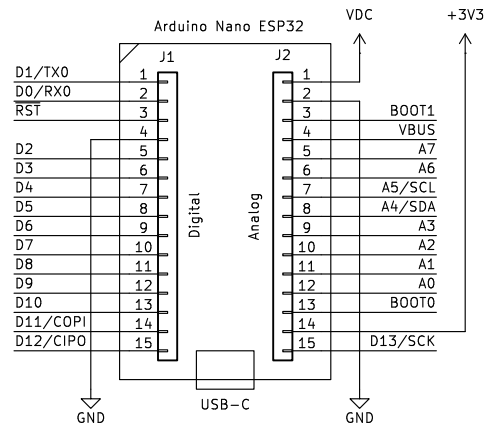 VDC
+3V3
Arduino Nano ESP32
J1
J2
D1/TX0 1
D0/RX0 2
RST 3
4
D2 5
D3 6
D4 7
D5 8
D6 9
D7 10
D8 11
D9 12
D10 13
D11/COPI 14
D12/CIPO 15
Digital
Analog
1
2
3 BOOT1
4 VBUS
5 A7
6 A6
7 A5/SCL
8 A4/SDA
9 A3
10 A2
11 A1
12 A0
13 BOOT0
14
15 D13/SCK
USB-C
GND
GND